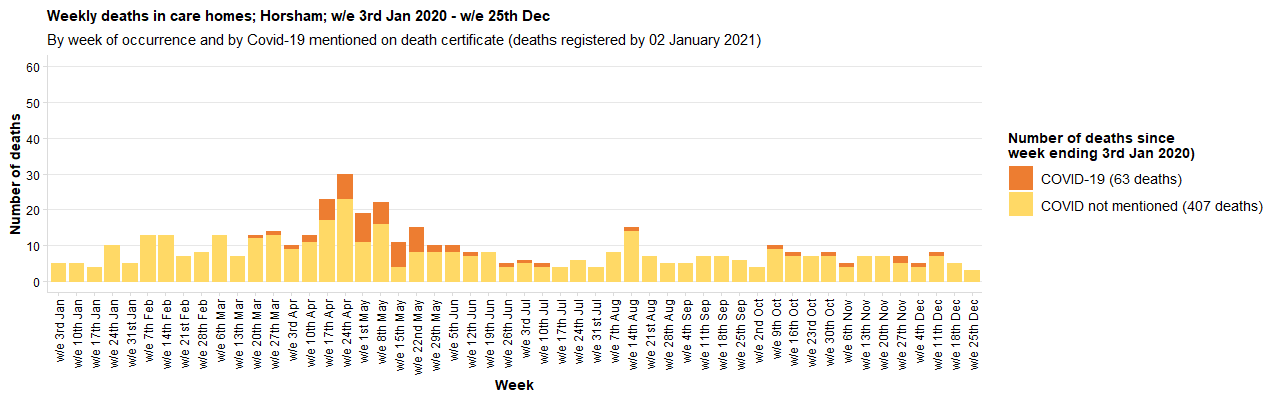 Weekly deaths in care homes; Horsham; w/e 3rd Jan 2020 - w/e 25th Dec
By week of occurrence and by Covid-19 mentioned on death certificate (deaths registered by 02 January 2021)
Number of deaths
60
50
40
30
20
10
0
w/e 3rd Jan
w/e 10th Jan
w/e 17th Jan
w/e 24th Jan
w/e 31st Jan
w/e 7th Feb
w/e 14th Feb
w/e 21st Feb
w/e 28th Feb
w/e 6th Mar
w/e 13th Mar
w/e 20th Mar
w/e 27th Mar
w/e 3rd Apr
w/e 10th Apr
w/e 17th Apr
w/e 24th Apr
w/e 1st May
w/e 8th May
w/e 15th May
w/e 22nd May
w/e 29th May
w/e 5th Jun
w/e 12th Jun
w/e 19th Jun
w/e 26th Jun
w/e 3rd Jul
w/e 10th Jul
w/e 17th Jul
w/e 24th Jul
w/e 31st Jul
w/e 7th Aug
w/e 14th Aug
w/e 21st Aug
w/e 28th Aug
w/e 4th Sep
w/e 11th Sep
w/e 18th Sep
w/e 25th Sep
w/e 2nd Oct
w/e 9th Oct
w/e 16th Oct
w/e 23rd Oct
w/e 30th Oct
w/e 6th Nov
w/e 13th Nov
w/e 20th Nov
w/e 27th Nov
w/e 4th Dec
w/e 11th Dec
w/e 18th Dec
w/e 25th Dec
Week
Number of deaths since
week ending 3rd Jan 2020)
COVID-19 (63 deaths)
COVID not mentioned (407 deaths)